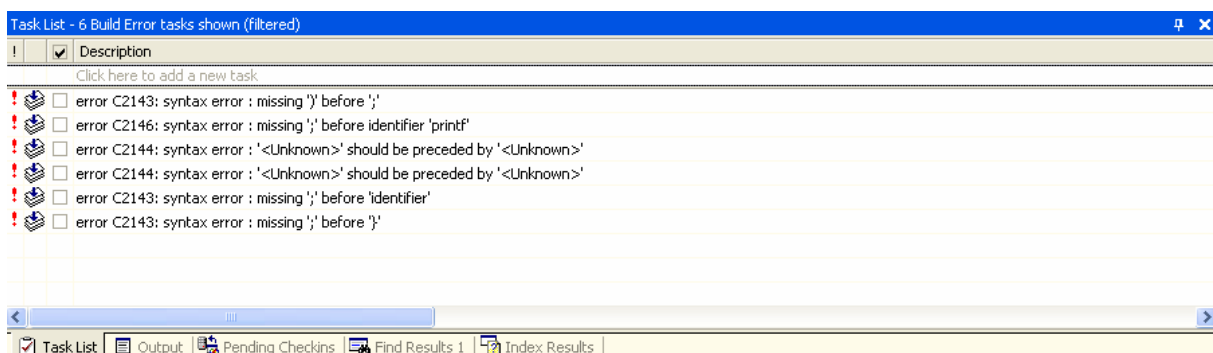 Task List - 6 Build Error tasks shown (filtered)
! Description
Click here to add a new task
! error C2143: syntax error : missing ')' before ';'
! error C2146: syntax error : missing ';' before identifier 'printf'
! error C2144: syntax error : '<Unknown>' should be preceded by '<Unknown>'
! error C2144: syntax error : '<Unknown>' should be preceded by '<Unknown>'
! error C2143: syntax error : missing ';' before 'identifier'
! error C2143: syntax error : missing ';' before '}'
Task List Output Pending Checkins Find Results 1 Index Results